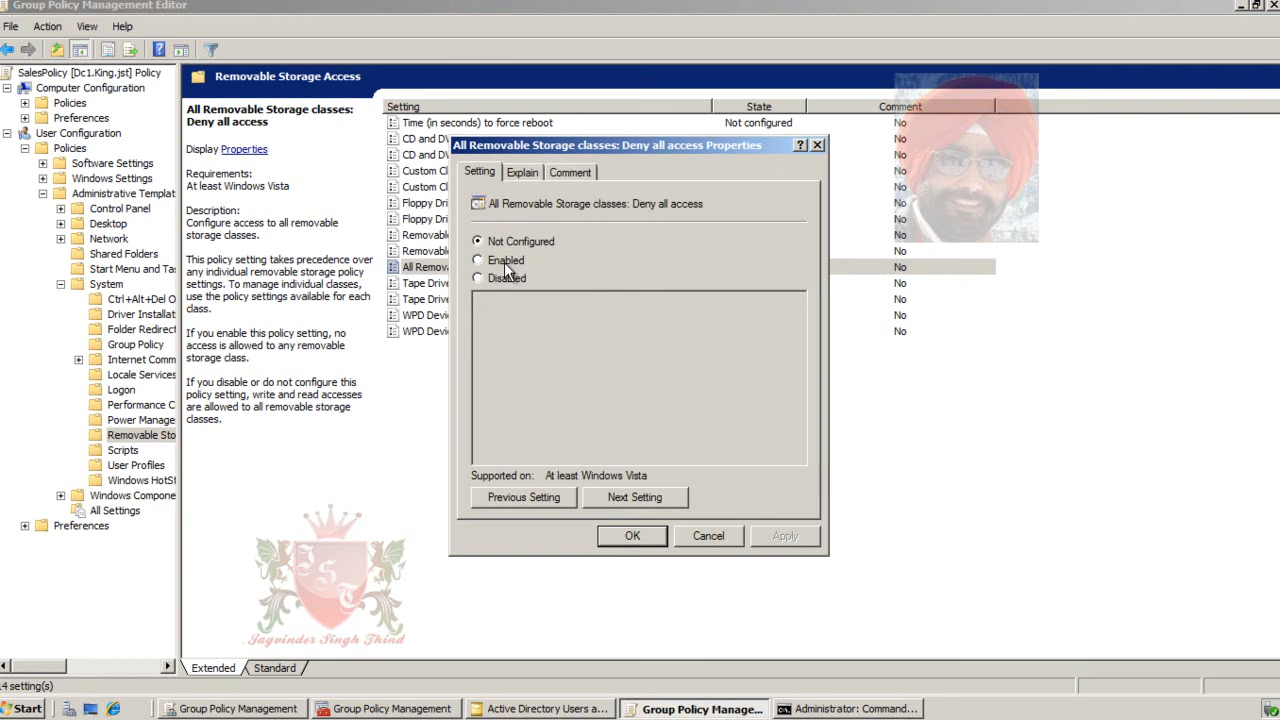 Group Policy Management Editor
File Action View Help
SalesPolicy [Dc1.King.jst] Policy
Computer Configuration
Policies
Preferences
User Configuration
Policies
Software Settings
Windows Settings
Administrative Templat
Control Panel
Desktop
Network
Shared Folders
Start Menu and Ta
System
Ctrl+Alt+Del O
Driver Installat
Folder Redirect
Group Policy
Internet Comm
Locale Services
Logon
Performance C
Power Manage
Removable Sto
Scripts
User Profiles
Windows HotSt
Windows Compone
All Settings
Preferences
Removable Storage Access
All Removable Storage classes:
Deny all access
Display Properties
Requirements:
At least Windows Vista
Description:
Configure access to all removable
storage classes.
This policy setting takes precedence over
any individual removable storage policy
settings. To manage individual classes,
use the policy settings available for each
class.
If you enable this policy setting, no
access is allowed to any removable
storage class.
If you disable or do not configure this
policy setting, write and read accesses
are allowed to all removable storage
classes.
Setting State Comment
Time (in seconds) to force reboot Not configured No
CD and DV No
CD and DV No
Custom Cl No
Custom Cl No
Floppy Dri No
Floppy Dri No
Removable No
Removable No
All Remova No
Tape Drive No
Tape Drive No
WPD Devi No
WPD Devi No
All Removable Storage classes: Deny all access Properties
Setting Explain Comment
All Removable Storage classes: Deny all access
Not Configured
Enabled
Disabled
Supported on: At least Windows Vista
Previous Setting Next Setting
OK Cancel Apply
JST
Jagvinder Singh Thind
Extended Standard
14 setting(s)
Start Group Policy Management Group Policy Management Active Directory Users a... Group Policy Manage... Administrator: Command...